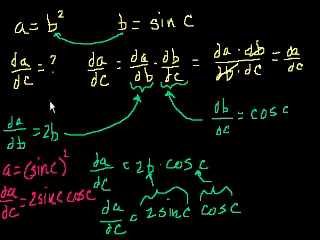 a = b² b = sin c
da/dc = ? da/dc = da/db · db/dc = da · db / db · dc = da/dc
da/db = 2b db/dc = cos c
a = (sin c)² da/dc = 2b · cos c
da/dc = 2 sin c cos c da/dc = 2 sin c cos c